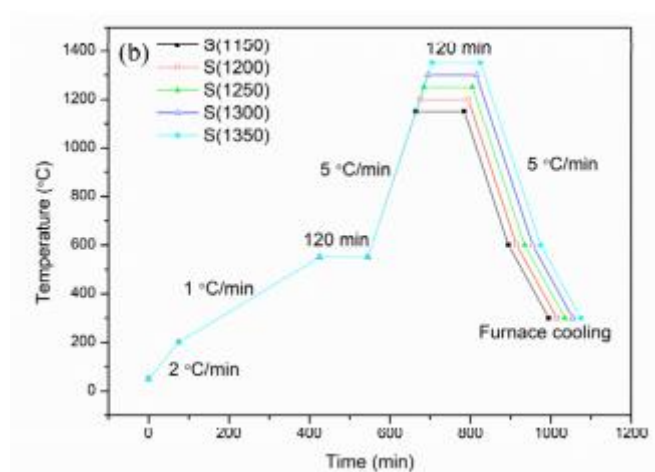 (b)
S(1150)
S(1200)
S(1250)
S(1300)
S(1350)
120 min
5 °C/min
5 °C/min
120 min
1 °C/min
2 °C/min
Furnace cooling
1400
1200
1000
800
600
400
200
0
Temperature (°C)
0 200 400 600 800 1000 1200
Time (min)